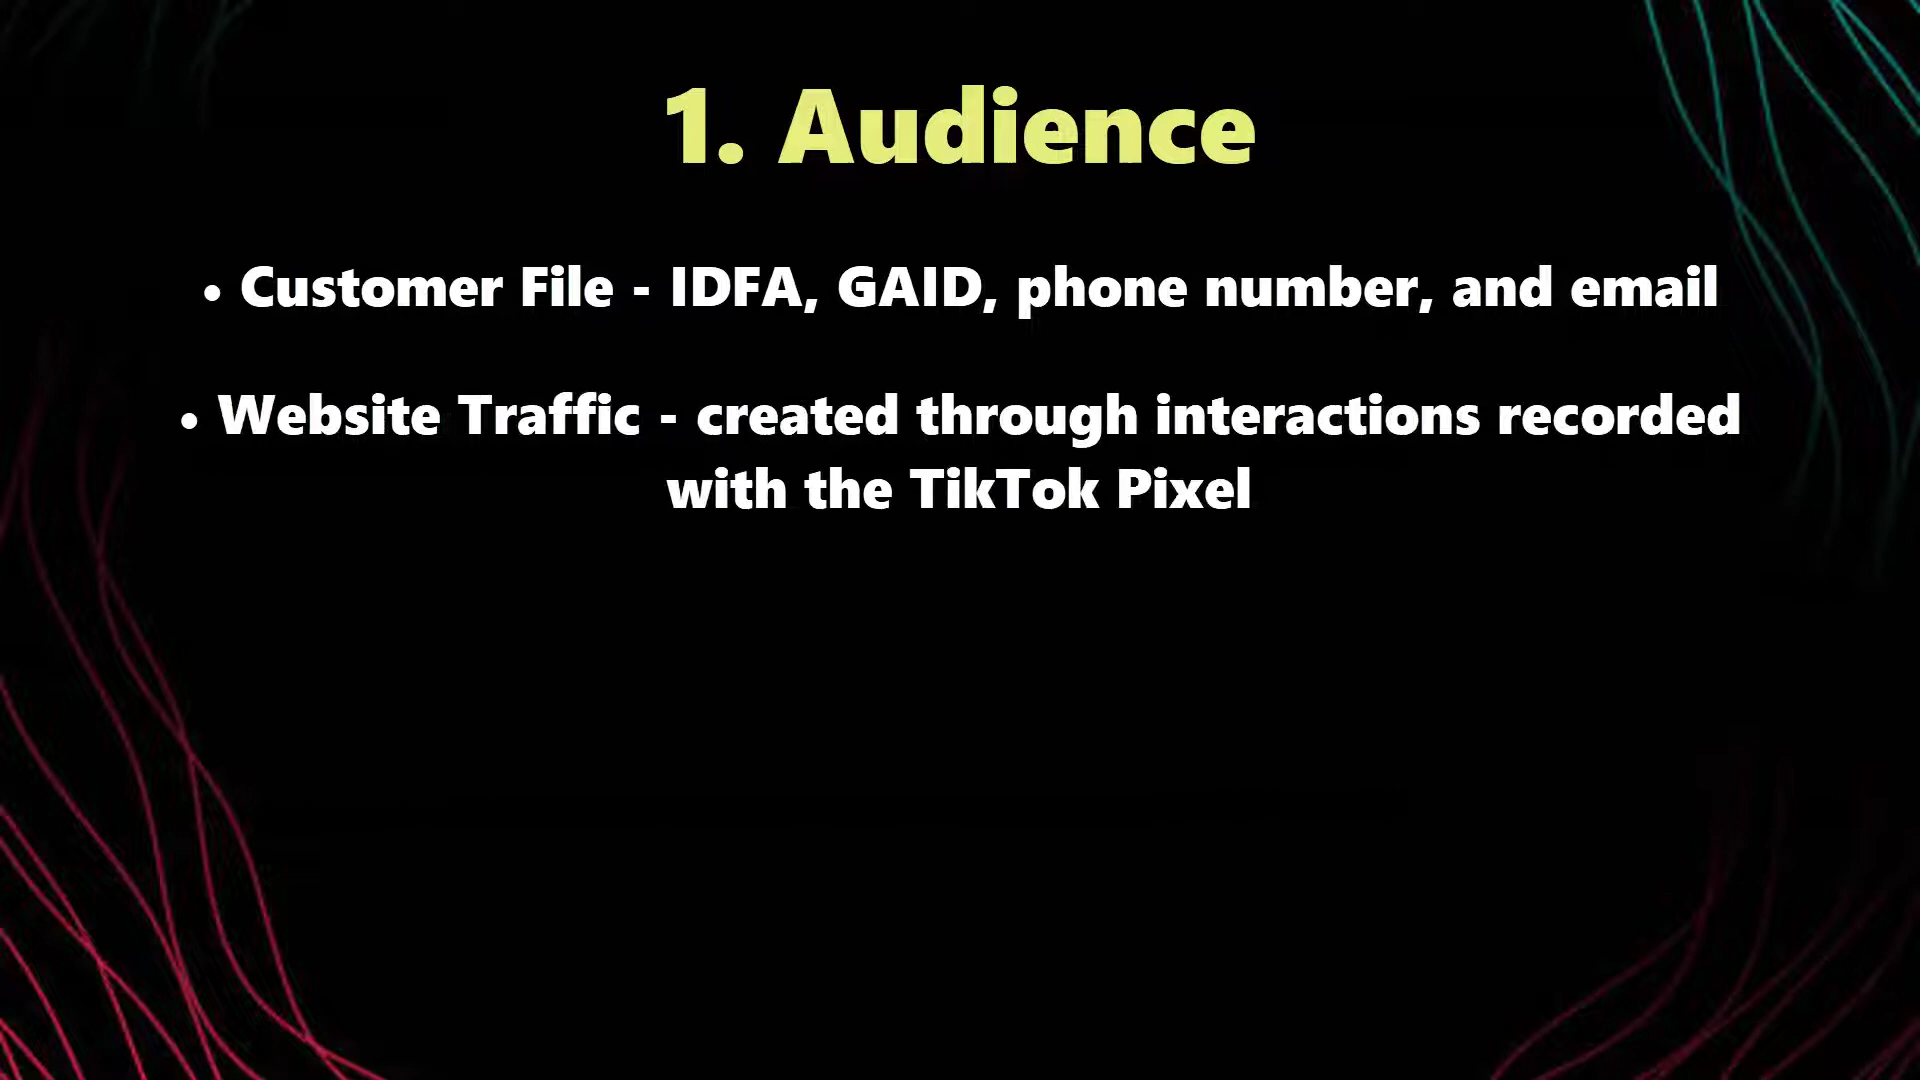 1. Audience
• Customer File - IDFA, GAID, phone number, and email
• Website Traffic - created through interactions recorded
with the TikTok Pixel